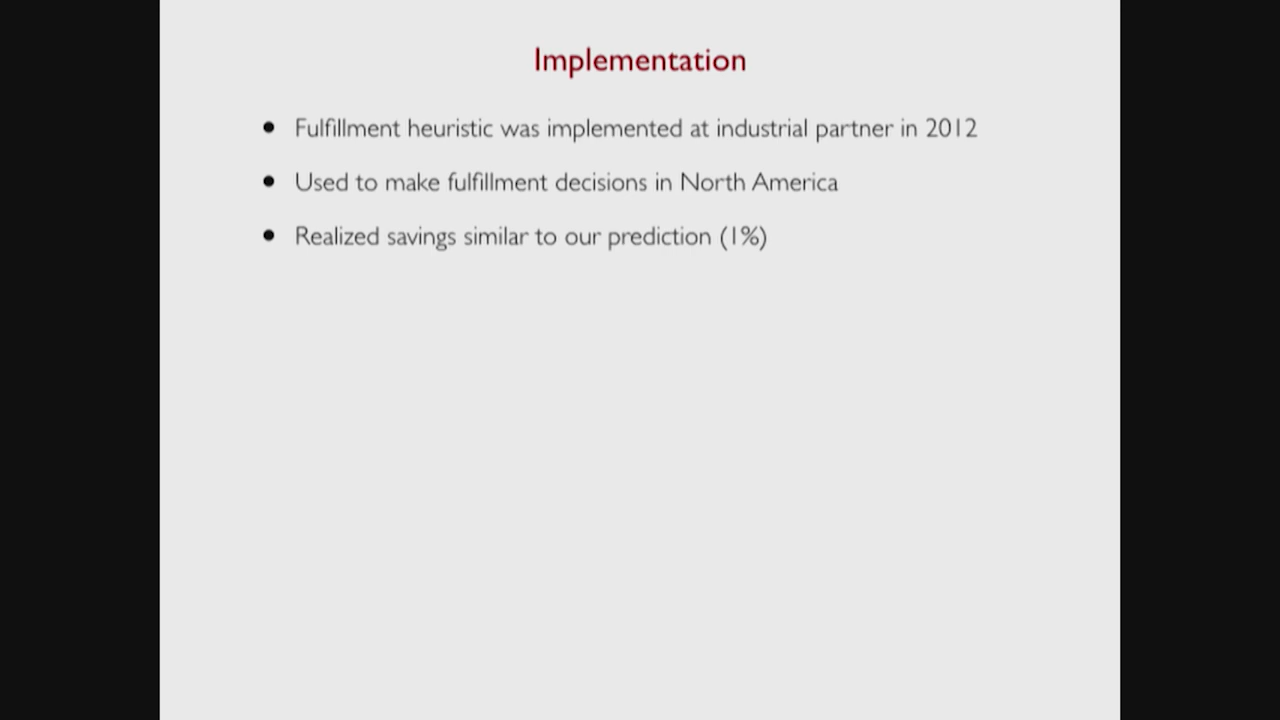 Implementation
• Fulfillment heuristic was implemented at industrial partner in 2012
• Used to make fulfillment decisions in North America
• Realized savings similar to our prediction (1%)